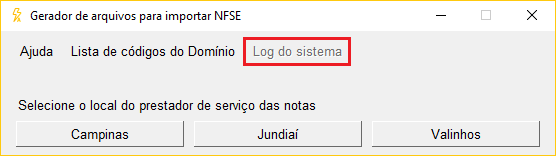 Gerador de arquivos para importar NFSE
Ajuda Lista de códigos do Domínio Log do sistema
Selecione o local do prestador de serviço das notas
Campinas Jundiaí Valinhos